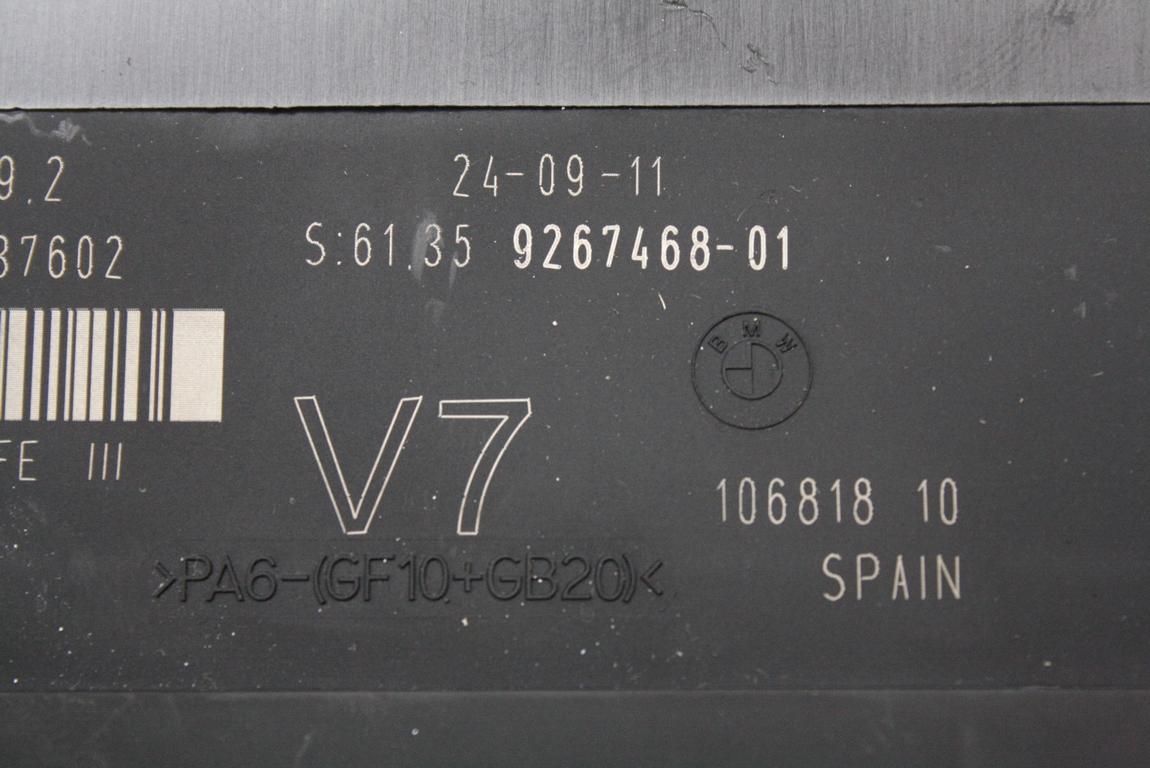 9.2
24-09-11
37602
S:61.35 9267468-01
BMW
FE III
V7
106818 10
>PA6-(GF10+GB20)<
SPAIN